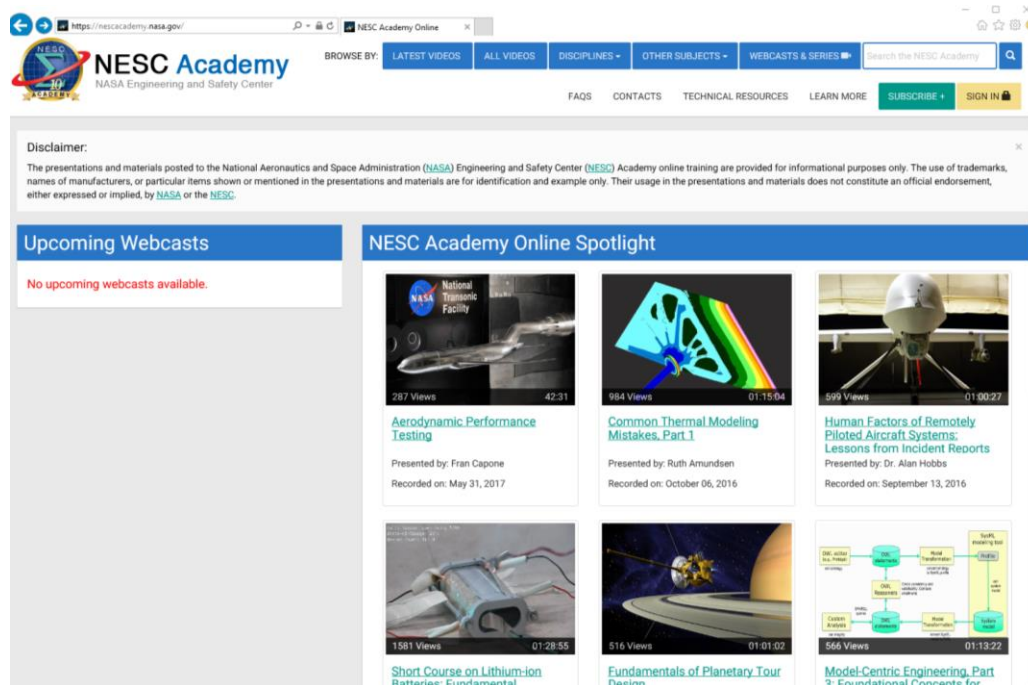 https://nescacademy.nasa.gov/
NESC Academy Online
NESC
ACADEMY
NESC Academy
NASA Engineering and Safety Center
BROWSE BY:
LATEST VIDEOS
ALL VIDEOS
DISCIPLINES
OTHER SUBJECTS
WEBCASTS & SERIES
Search the NESC Academy
FAQS
CONTACTS
TECHNICAL RESOURCES
LEARN MORE
SUBSCRIBE +
SIGN IN
Disclaimer:
The presentations and materials posted to the National Aeronautics and Space Administration (NASA) Engineering and Safety Center (NESC) Academy online training are provided for informational purposes only. The use of trademarks,
names of manufacturers, or particular items shown or mentioned in the presentations and materials are for identification and example only. Their usage in the presentations and materials does not constitute an official endorsement,
either expressed or implied, by NASA or the NESC.
Upcoming Webcasts
No upcoming webcasts available.
NESC Academy Online Spotlight
NASA
National
Transonic
Facility
287 Views 42:31
Aerodynamic Performance
Testing
Presented by: Fran Capone
Recorded on: May 31, 2017
984 Views 01:15:04
Common Thermal Modeling
Mistakes, Part 1
Presented by: Ruth Amundsen
Recorded on: October 06, 2016
599 Views 01:00:27
Human Factors of Remotely
Piloted Aircraft Systems:
Lessons from Incident Reports
Presented by: Dr. Alan Hobbs
Recorded on: September 13, 2016
1581 Views 01:28:55
Short Course on Lithium-ion
Batteries: Fundamental
516 Views 01:01:02
Fundamentals of Planetary Tour
Design
566 Views 01:13:22
Model-Centric Engineering, Part
3: Foundational Concepts for